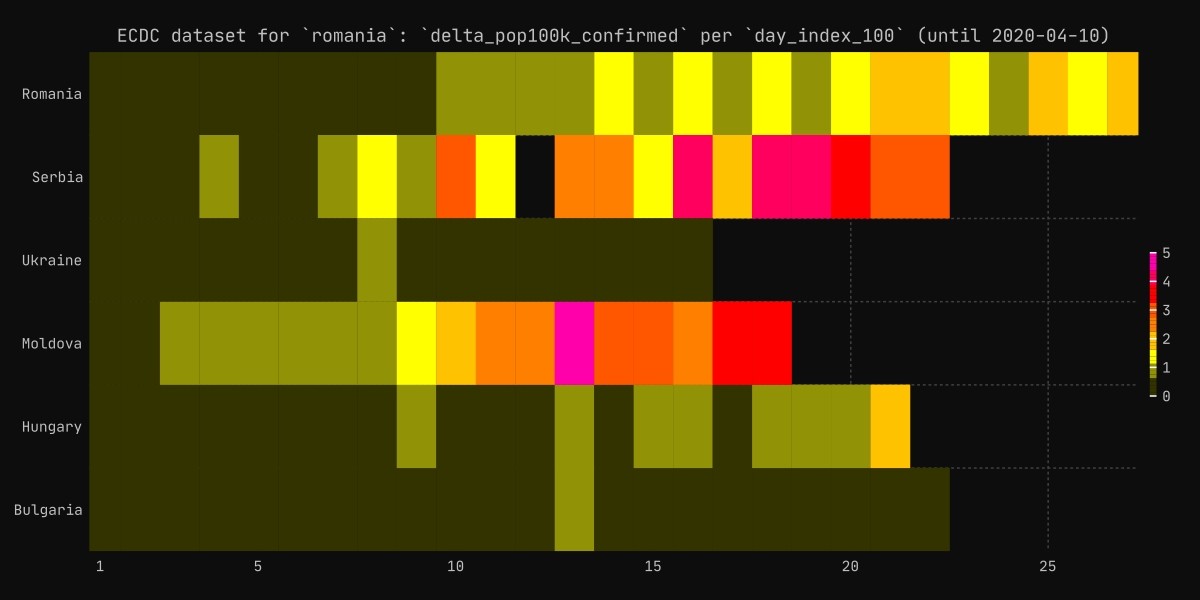 ECDC dataset for `romania`: `delta_pop100k_confirmed` per `day_index_100` (until 2020-04-10)
Romania
Serbia
Ukraine
Moldova
Hungary
Bulgaria
1 5 10 15 20 25
5
4
3
2
1
0